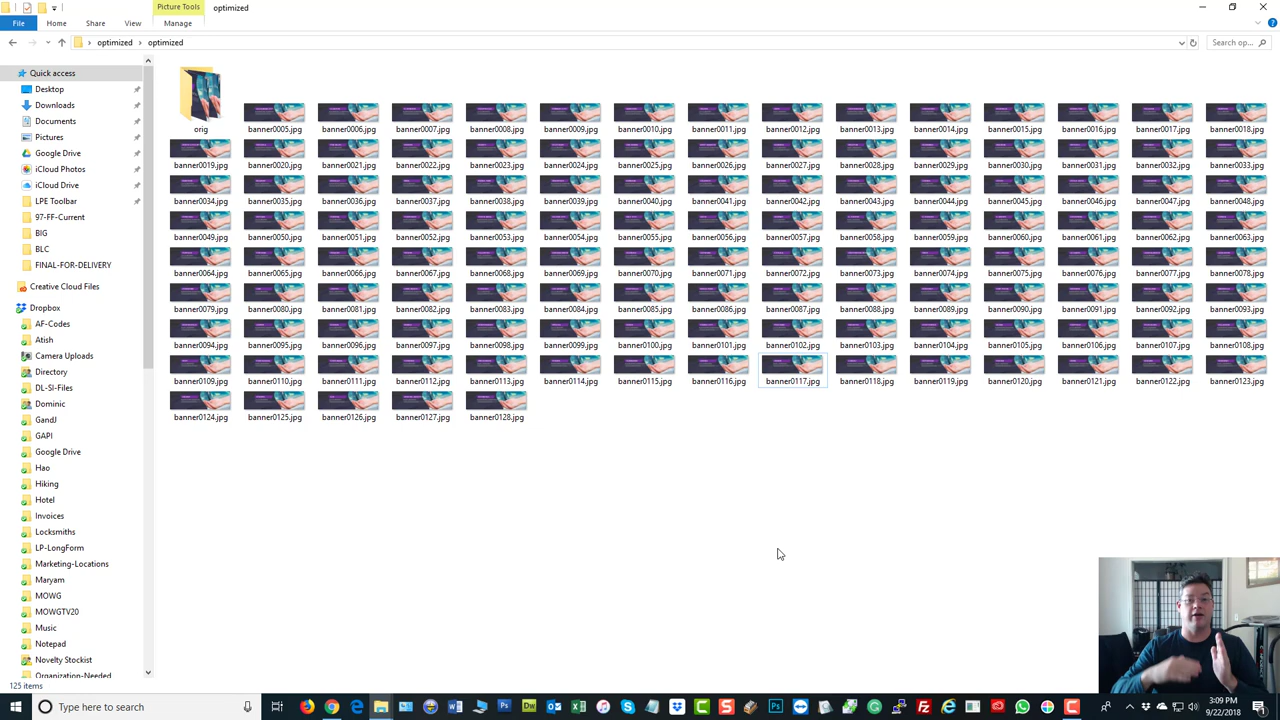 Picture Tools
optimized
File
Home
Share
View
Manage
optimized
optimized
Search op...
Quick access
Desktop
Downloads
Documents
Pictures
Google Drive
iCloud Photos
iCloud Drive
LPE Toolbar
97-FF-Current
BIG
BLC
FINAL-FOR-DELIVERY
Creative Cloud Files
Dropbox
AF-Codes
Atish
Camera Uploads
Directory
DL-SI-Files
Dominic
GandJ
GAPI
Google Drive
Hao
Hiking
Hotel
Invoices
Locksmiths
LP-LongForm
Marketing-Locations
Maryam
MOWG
MOWGTV20
Music
Notepad
Novelty Stockist
Organization-Needed
orig banner0005.jpg banner0006.jpg banner0007.jpg banner0008.jpg banner0009.jpg banner0010.jpg banner0011.jpg banner0012.jpg banner0013.jpg banner0014.jpg banner0015.jpg banner0016.jpg banner0017.jpg banner0018.jpg
banner0019.jpg banner0020.jpg banner0021.jpg banner0022.jpg banner0023.jpg banner0024.jpg banner0025.jpg banner0026.jpg banner0027.jpg banner0028.jpg banner0029.jpg banner0030.jpg banner0031.jpg banner0032.jpg banner0033.jpg
banner0034.jpg banner0035.jpg banner0036.jpg banner0037.jpg banner0038.jpg banner0039.jpg banner0040.jpg banner0041.jpg banner0042.jpg banner0043.jpg banner0044.jpg banner0045.jpg banner0046.jpg banner0047.jpg banner0048.jpg
banner0049.jpg banner0050.jpg banner0051.jpg banner0052.jpg banner0053.jpg banner0054.jpg banner0055.jpg banner0056.jpg banner0057.jpg banner0058.jpg banner0059.jpg banner0060.jpg banner0061.jpg banner0062.jpg banner0063.jpg
banner0064.jpg banner0065.jpg banner0066.jpg banner0067.jpg banner0068.jpg banner0069.jpg banner0070.jpg banner0071.jpg banner0072.jpg banner0073.jpg banner0074.jpg banner0075.jpg banner0076.jpg banner0077.jpg banner0078.jpg
banner0079.jpg banner0080.jpg banner0081.jpg banner0082.jpg banner0083.jpg banner0084.jpg banner0085.jpg banner0086.jpg banner0087.jpg banner0088.jpg banner0089.jpg banner0090.jpg banner0091.jpg banner0092.jpg banner0093.jpg
banner0094.jpg banner0095.jpg banner0096.jpg banner0097.jpg banner0098.jpg banner0099.jpg banner0100.jpg banner0101.jpg banner0102.jpg banner0103.jpg banner0104.jpg banner0105.jpg banner0106.jpg banner0107.jpg banner0108.jpg
banner0109.jpg banner0110.jpg banner0111.jpg banner0112.jpg banner0113.jpg banner0114.jpg banner0115.jpg banner0116.jpg banner0117.jpg banner0118.jpg banner0119.jpg banner0120.jpg banner0121.jpg banner0122.jpg banner0123.jpg
banner0124.jpg banner0125.jpg banner0126.jpg banner0127.jpg banner0128.jpg
125 items
Type here to search
3:09 PM
9/22/2018